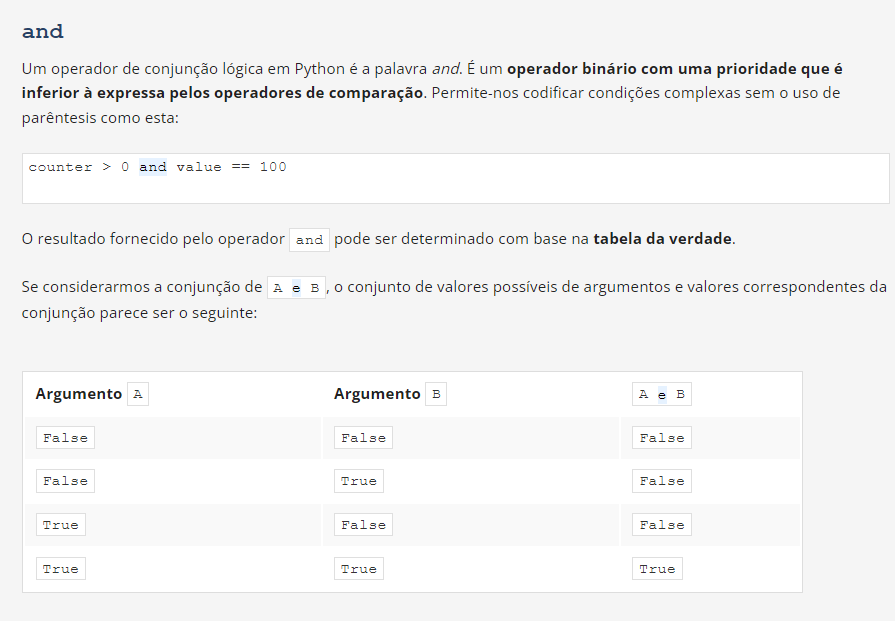 and
Um operador de conjunção lógica em Python é a palavra and. É um operador binário com uma prioridade que é
inferior à expressa pelos operadores de comparação. Permite-nos codificar condições complexas sem o uso de
parêntesis como esta:
counter > 0 and value == 100
O resultado fornecido pelo operador and pode ser determinado com base na tabela da verdade.
Se considerarmos a conjunção de A e B, o conjunto de valores possíveis de argumentos e valores correspondentes da
conjunção parece ser o seguinte:
Argumento A Argumento B A e B
False False False
False True False
True False False
True True True